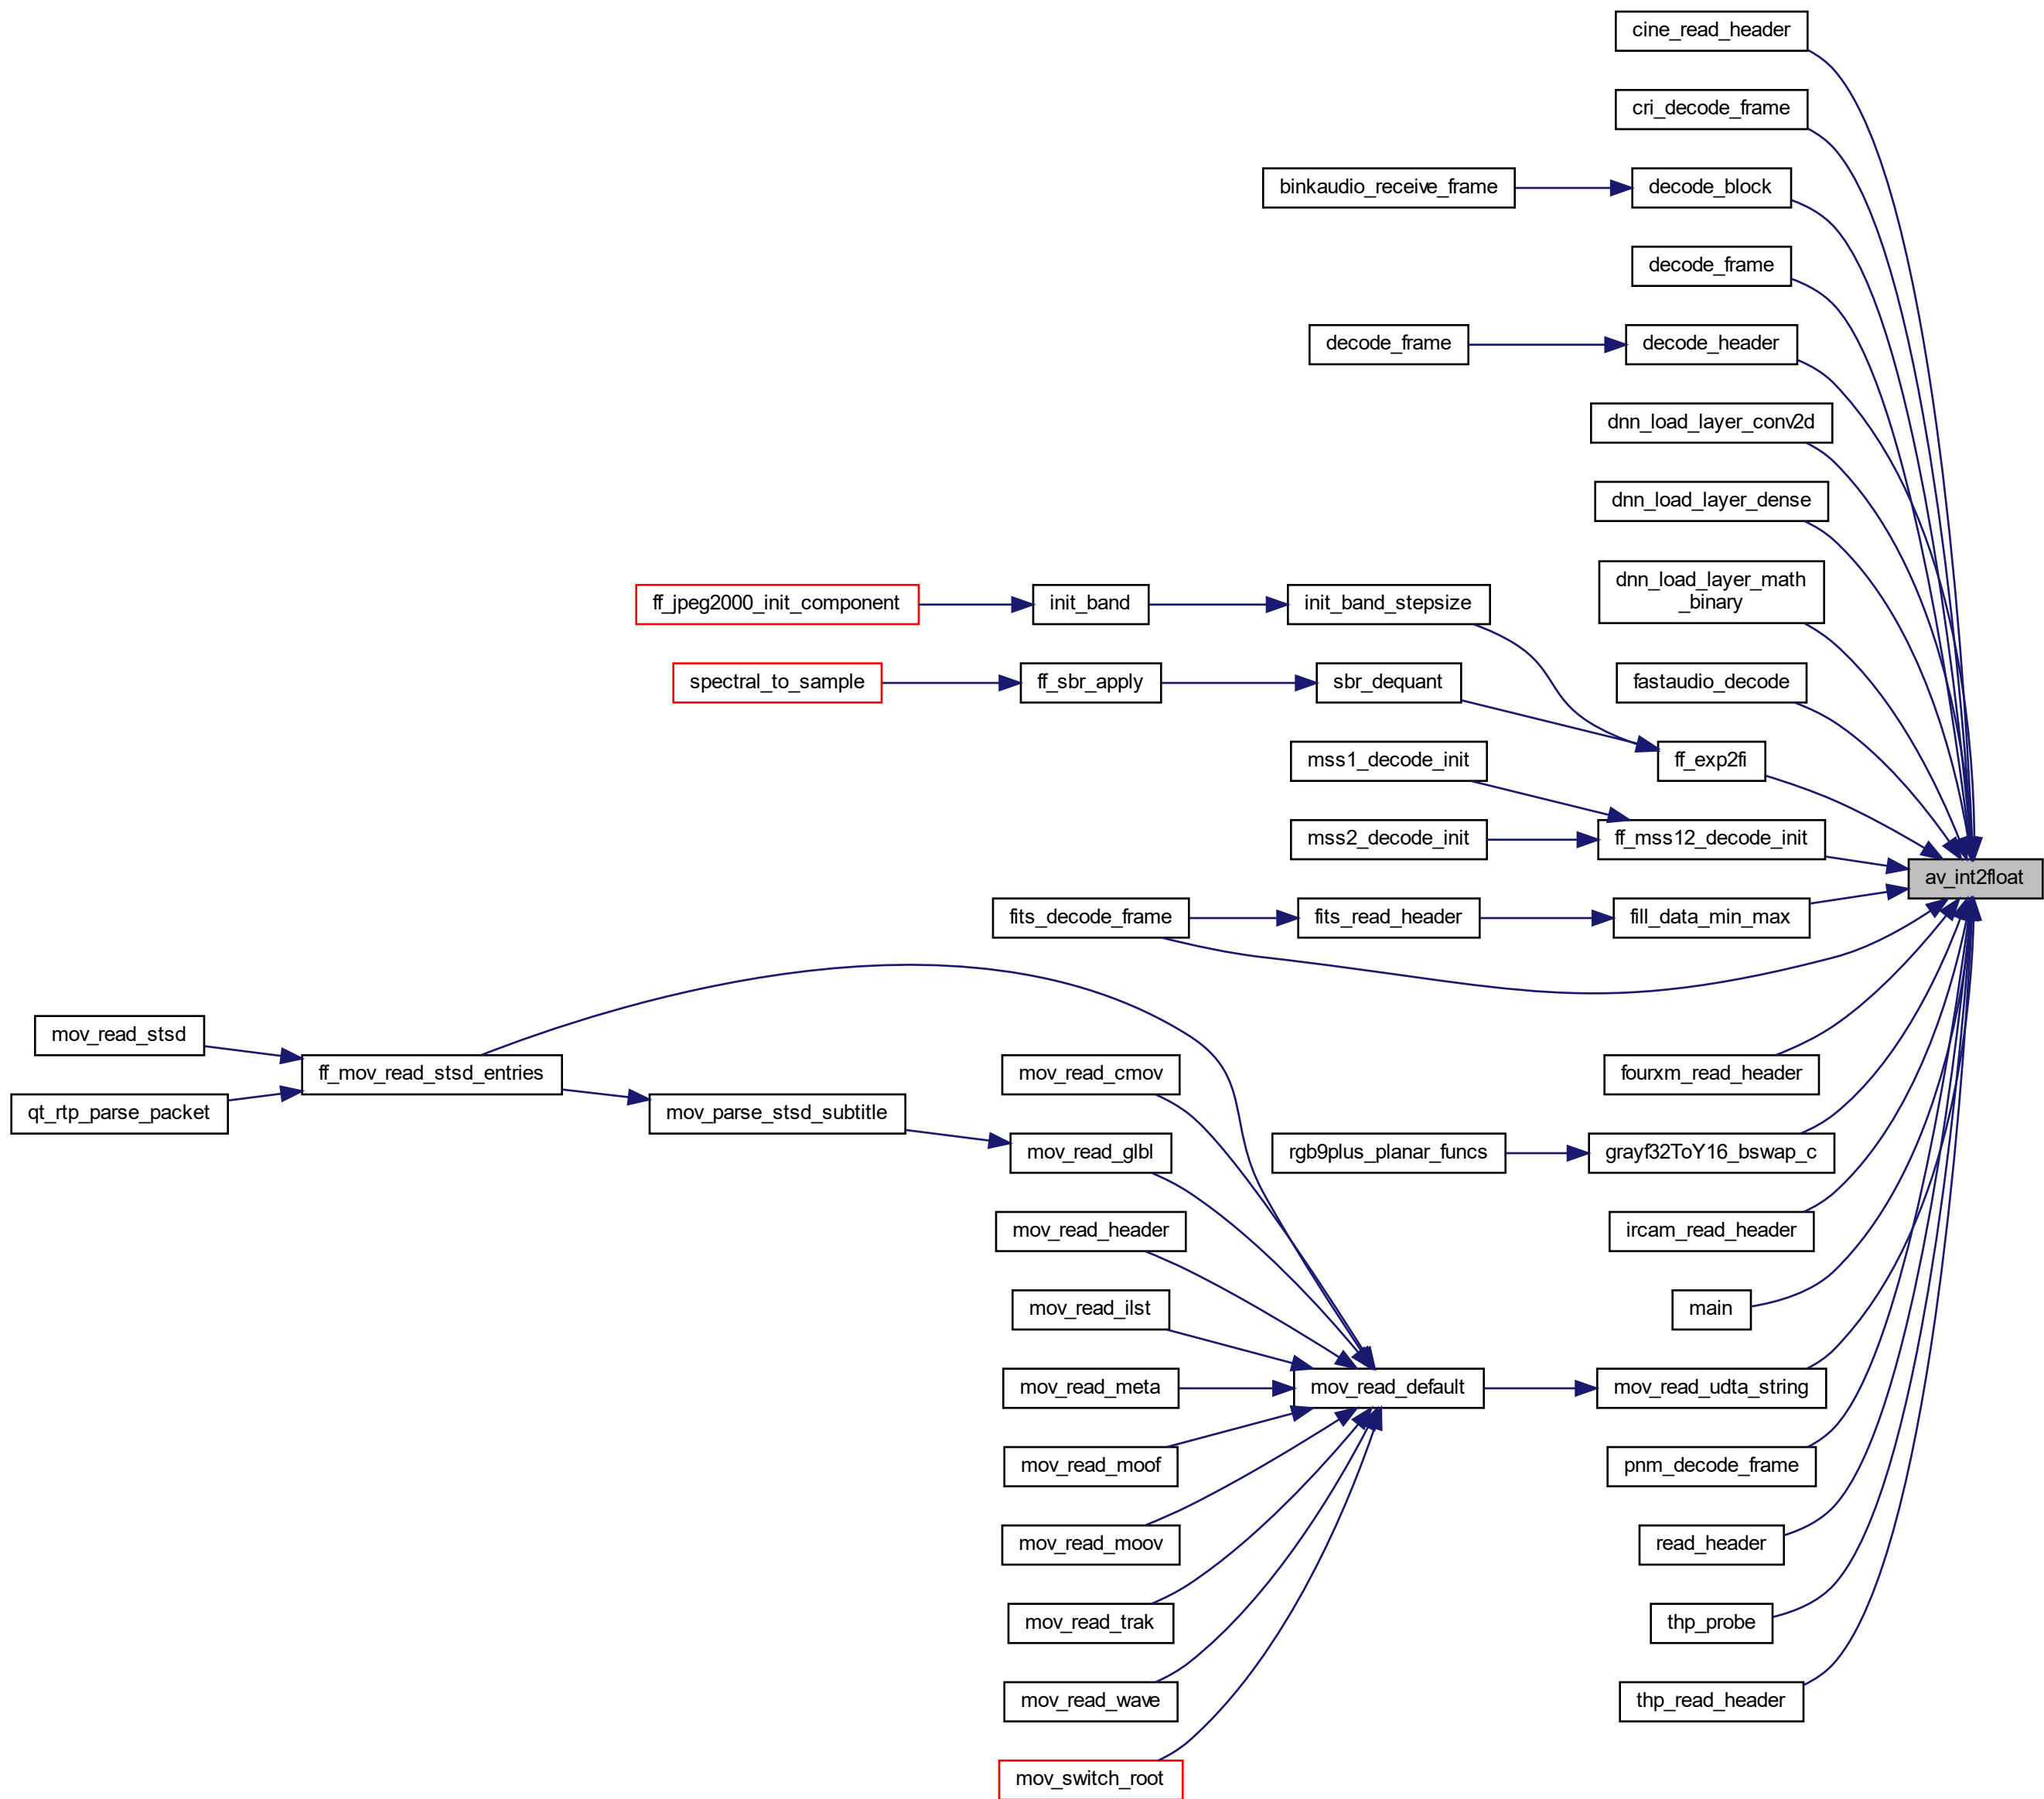 cine_read_header
cri_decode_frame
binkaudio_receive_frame
decode_block
decode_frame
decode_frame
decode_header
dnn_load_layer_conv2d
dnn_load_layer_dense
dnn_load_layer_math
_binary
ff_jpeg2000_init_component
init_band
init_band_stepsize
fastaudio_decode
spectral_to_sample
ff_sbr_apply
sbr_dequant
mss1_decode_init
ff_exp2fi
mss2_decode_init
ff_mss12_decode_init
av_int2float
fits_decode_frame
fits_read_header
fill_data_min_max
mov_read_stsd
ff_mov_read_stsd_entries
mov_read_cmov
fourxm_read_header
qt_rtp_parse_packet
mov_parse_stsd_subtitle
mov_read_glbl
rgb9plus_planar_funcs
grayf32ToY16_bswap_c
mov_read_header
ircam_read_header
mov_read_ilst
main
mov_read_meta
mov_read_default
mov_read_udta_string
mov_read_moof
pnm_decode_frame
mov_read_moov
read_header
mov_read_trak
thp_probe
mov_read_wave
thp_read_header
mov_switch_root